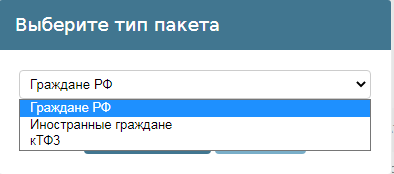 Выберите тип пакета
Граждане РФ
Граждане РФ
Иностранные граждане
кТФЗ